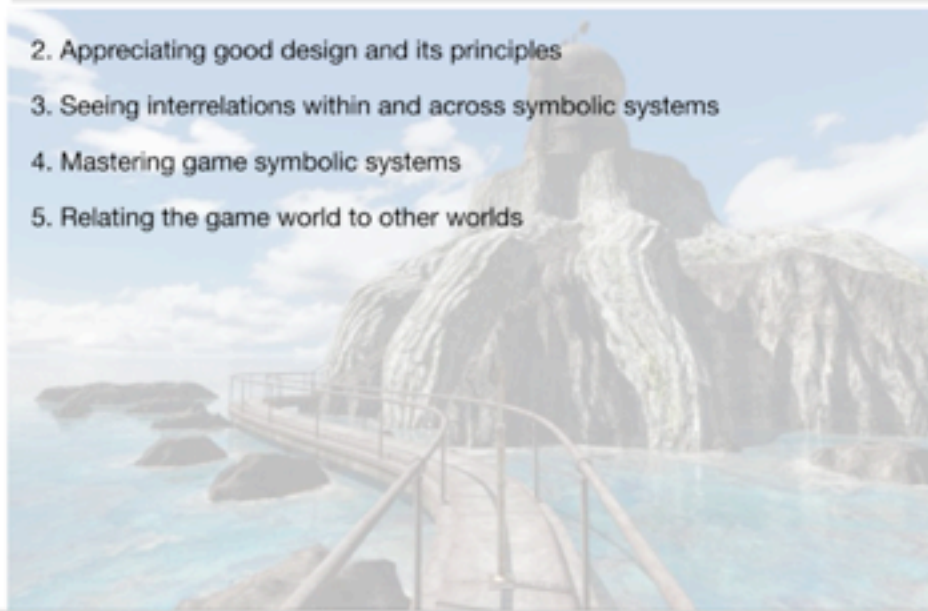 2. Appreciating good design and its principles
3. Seeing interrelations within and across symbolic systems
4. Mastering game symbolic systems
5. Relating the game world to other worlds